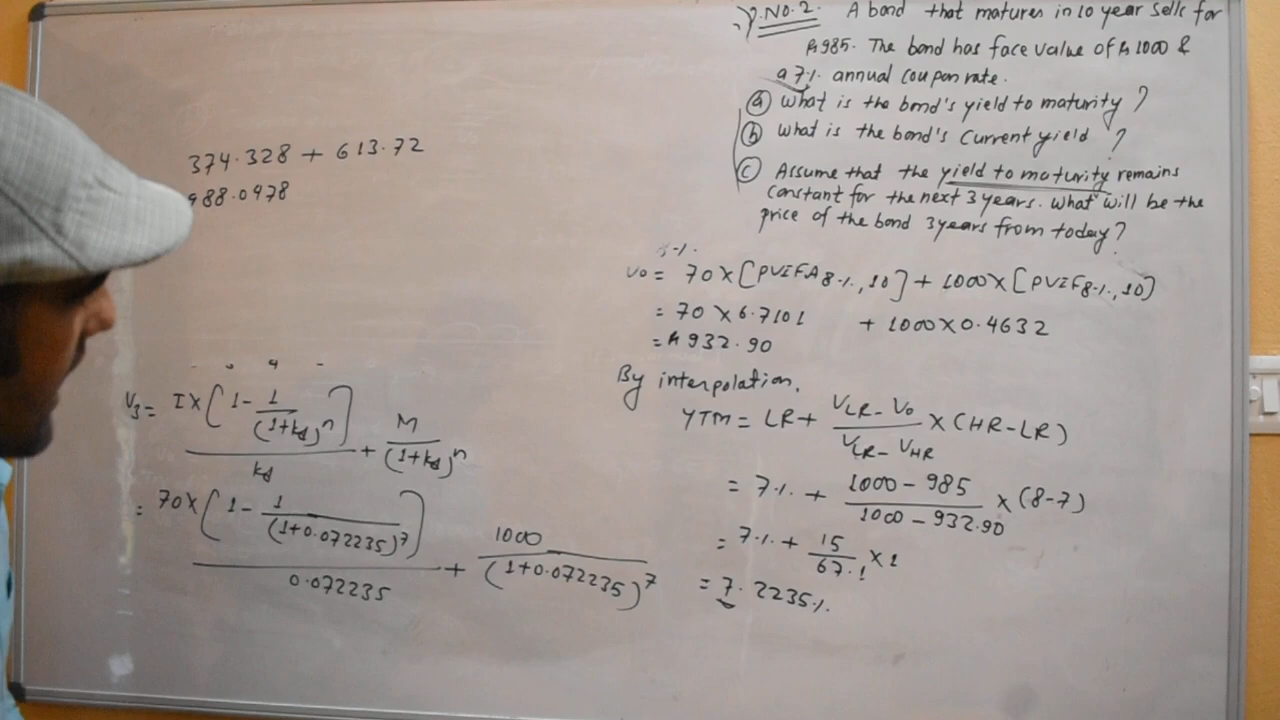 P.NO.2. A bond that matures in 10 year sells for
Rs 985. The bond has face value of Rs 1000 &
a 7% annual coupon rate.
(a) What is the bond's yield to maturity?
(b) What is the bond's current yield?
(c) Assume that the yield to maturity remains
constant for the next 3 years. What will be the
price of the bond 3 years from today?
V0 = 70 × [PVIFA 8%, 10] + 1000 × [PVIF 8%, 10]
= 70 × 6.7101 + 1000 × 0.4632
= Rs 932.90
By interpolation,
YTM = LR + (VLR - V0) / (VLR - VHR) × (HR - LR)
= 7% + (1000 - 985) / (1000 - 932.90) × (8-7)
= 7% + 15 / 67.1 × 1
= 7.2235%
374.328 + 613.72
988.0478
V3 = I × [1 - 1 / (1+kd)^n] / kd + M / (1+kd)^n
= 70 × [1 - 1 / (1+0.072235)^7] / 0.072235 + 1000 / (1+0.072235)^7